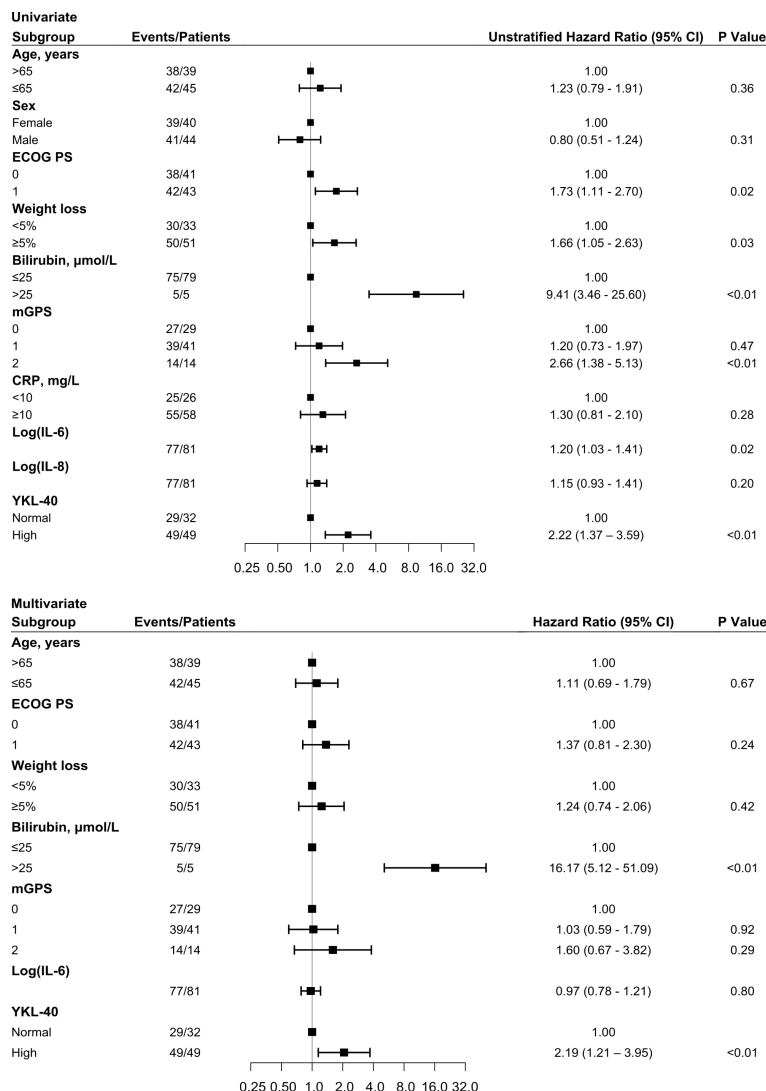 Univariate
Subgroup Events/Patients Unstratified Hazard Ratio (95% CI) P Value
Age, years
>65 38/39 1.00
≤65 42/45 1.23 (0.79 - 1.91) 0.36
Sex
Female 39/40 1.00
Male 41/44 0.80 (0.51 - 1.24) 0.31
ECOG PS
0 38/41 1.00
1 42/43 1.73 (1.11 - 2.70) 0.02
Weight loss
<5% 30/33 1.00
≥5% 50/51 1.66 (1.05 - 2.63) 0.03
Bilirubin, µmol/L
≤25 75/79 1.00
>25 5/5 9.41 (3.46 - 25.60) <0.01
mGPS
0 27/29 1.00
1 39/41 1.20 (0.73 - 1.97) 0.47
2 14/14 2.66 (1.38 - 5.13) <0.01
CRP, mg/L
<10 25/26 1.00
≥10 55/58 1.30 (0.81 - 2.10) 0.28
Log(IL-6)
77/81 1.20 (1.03 - 1.41) 0.02
Log(IL-8)
77/81 1.15 (0.93 - 1.41) 0.20
YKL-40
Normal 29/32 1.00
High 49/49 2.22 (1.37 – 3.59) <0.01
0.25 0.50 1.0 2.0 4.0 8.0 16.0 32.0
Multivariate
Subgroup Events/Patients Hazard Ratio (95% CI) P Value
Age, years
>65 38/39 1.00
≤65 42/45 1.11 (0.69 - 1.79) 0.67
ECOG PS
0 38/41 1.00
1 42/43 1.37 (0.81 - 2.30) 0.24
Weight loss
<5% 30/33 1.00
≥5% 50/51 1.24 (0.74 - 2.06) 0.42
Bilirubin, µmol/L
≤25 75/79 1.00
>25 5/5 16.17 (5.12 - 51.09) <0.01
mGPS
0 27/29 1.00
1 39/41 1.03 (0.59 - 1.79) 0.92
2 14/14 1.60 (0.67 - 3.82) 0.29
Log(IL-6)
77/81 0.97 (0.78 - 1.21) 0.80
YKL-40
Normal 29/32 1.00
High 49/49 2.19 (1.21 – 3.95) <0.01
0.25 0.50 1.0 2.0 4.0 8.0 16.0 32.0